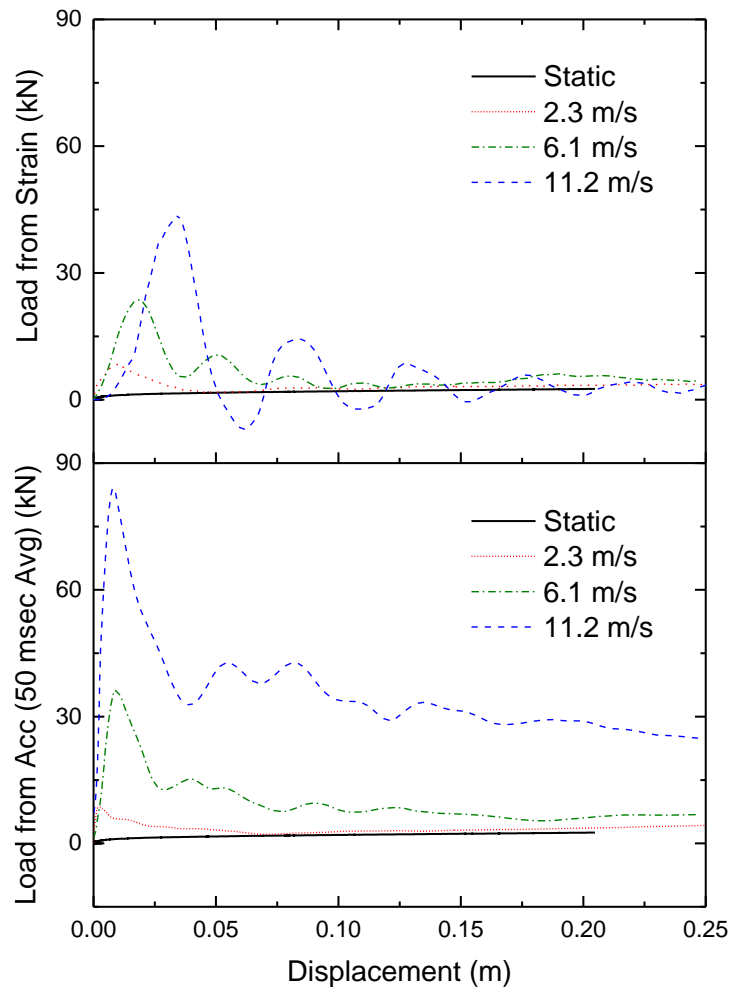 90
60
30
0
Load from Strain (kN)
Static
2.3 m/s
6.1 m/s
11.2 m/s
90
60
30
0
Load from Acc (50 msec Avg) (kN)
Static
2.3 m/s
6.1 m/s
11.2 m/s
0.00 0.05 0.10 0.15 0.20 0.25
Displacement (m)